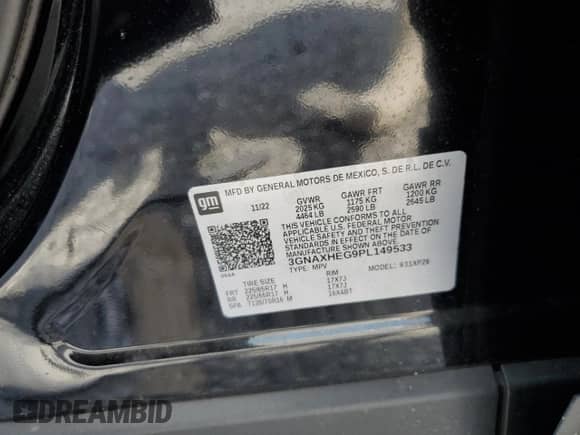 gm
MFD BY GENERAL MOTORS DE MEXICO, S. DE R.L. DE C.V.
11/22 GVWR GAWR FRT GAWR RR
2025 KG 1175 KG 1200 KG
4464 LB 2590 LB 2645 LB
THIS VEHICLE CONFORMS TO ALL
APPLICABLE U.S. FEDERAL MOTOR
VEHICLE SAFETY AND THEFT PREVENTION
STANDARDS IN EFFECT ON THE DATE OF
MANUFACTURE SHOWN ABOVE.
3GNAXHEG9PL149533
TYPE: MPV MODEL:
TIRE SIZE RIM
FRT 225/65R17 H 17X7J
RR 225/65R17 H 17X7J
SPA T135/70R16 M 16X4BT
DREAMBID